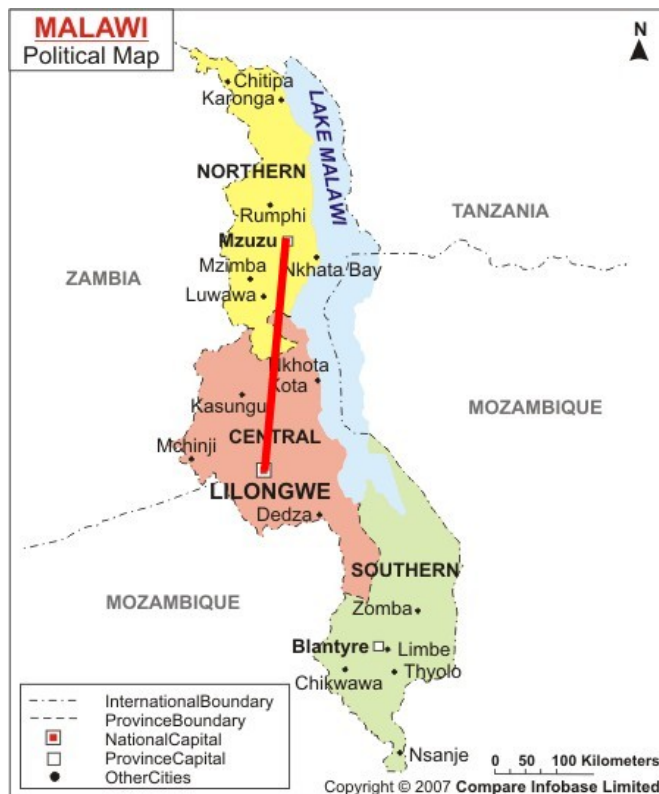 MALAWI
Political Map
N
Chitipa
Karonga
LAKE MALAWI
NORTHERN
Rumphi
TANZANIA
Mzuzu
Nkhata Bay
ZAMBIA
Mzimba
Luwawa
Nkhota
Kota
Kasungu
MOZAMBIQUE
CENTRAL
Mchinji
LILONGWE
Dedza
SOUTHERN
MOZAMBIQUE
Zomba
Blantyre
Limbe
Chikwawa
Thyolo
InternationalBoundary
ProvinceBoundary
NationalCapital
ProvinceCapital
OtherCities
Nsanje
0 50 100 Kilometers
Copyright © 2007 Compare Infobase Limited